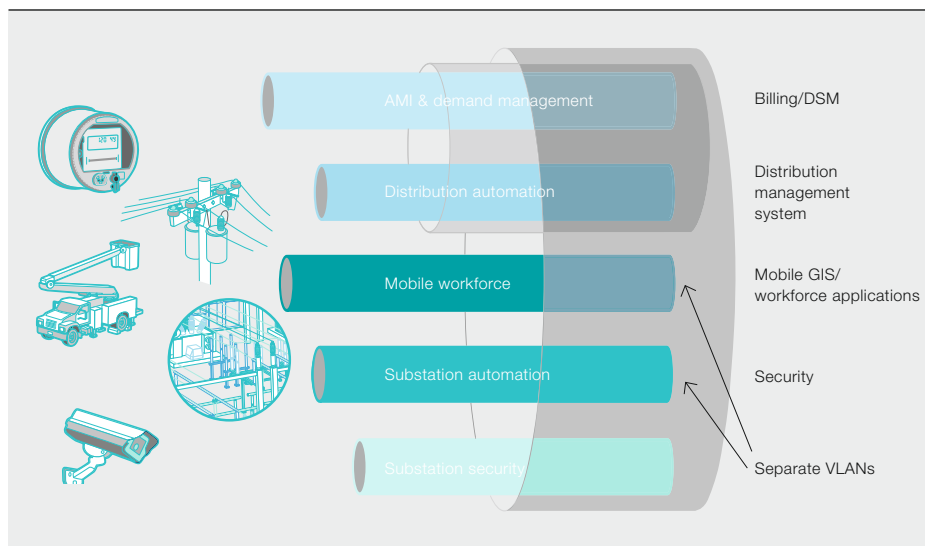 AMI & demand management
Billing/DSM
Distribution automation
Distribution
management
system
Mobile workforce
Mobile GIS/
workforce applications
Substation automation
Security
Substation security
Separate VLANs